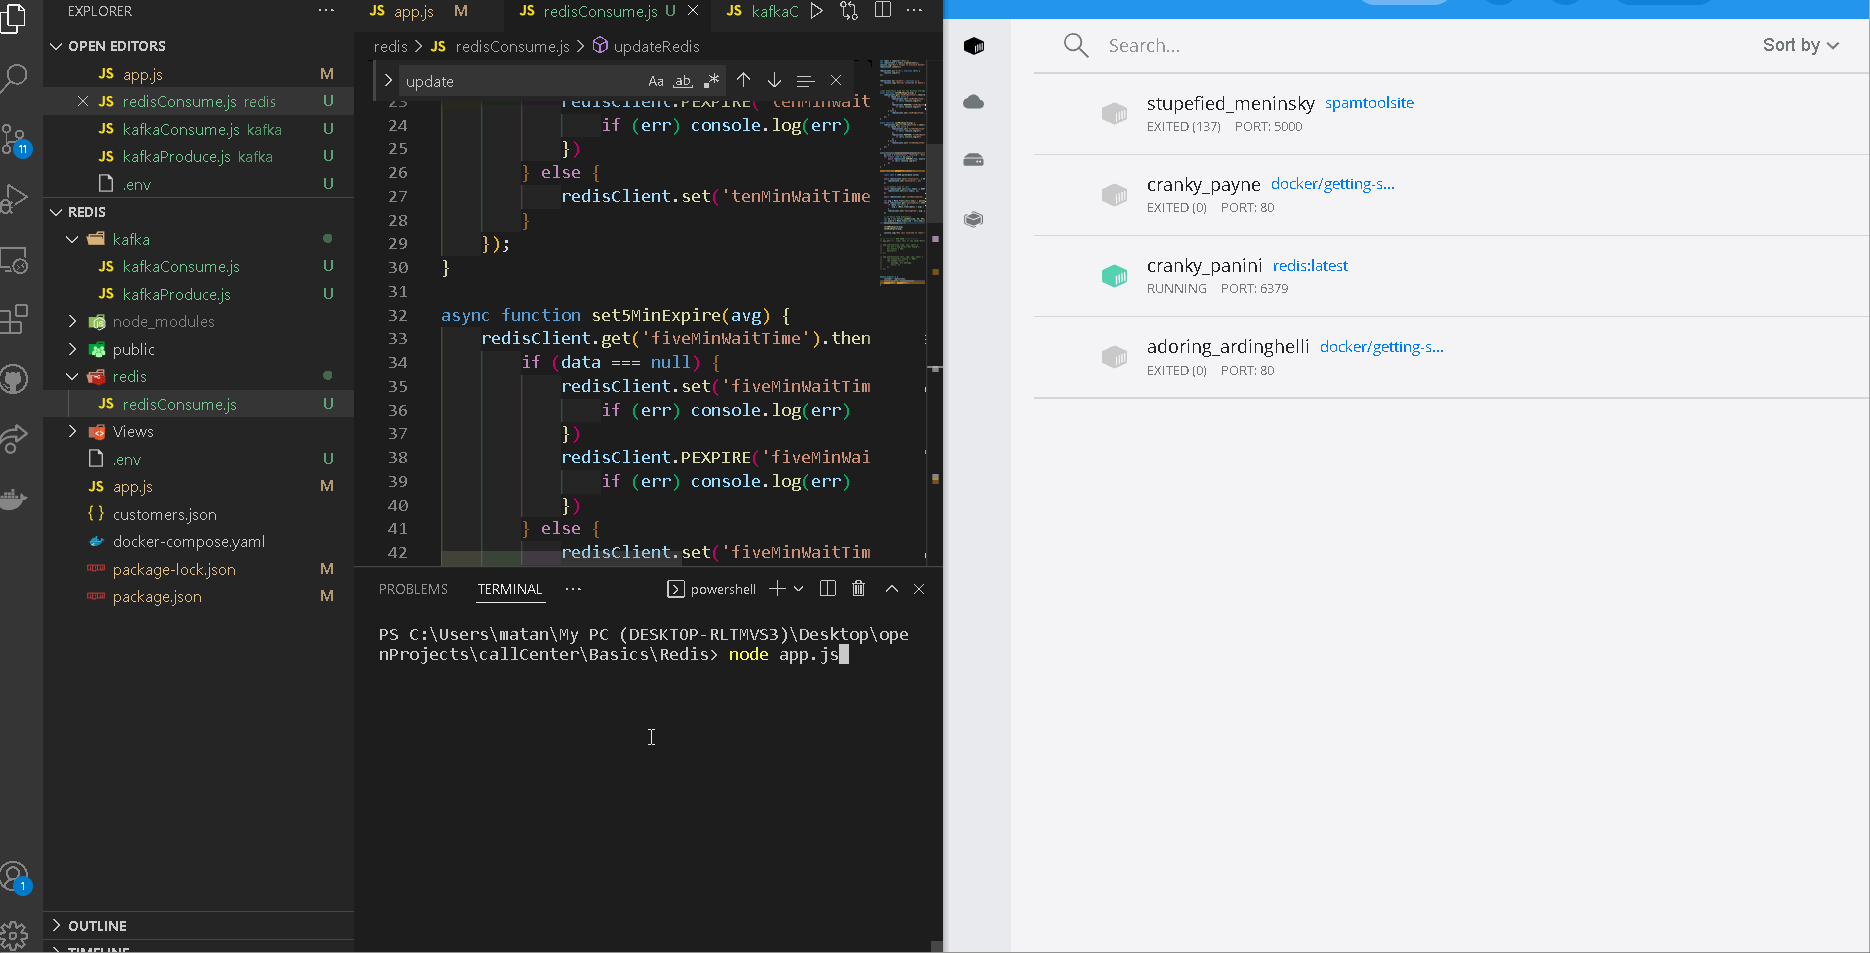 EXPLORER
OPEN EDITORS
JS app.js M
JS redisConsume.js redis U
JS kafkaConsume.js kafka U
JS kafkaProduce.js kafka U
.env U
REDIS
kafka
JS kafkaConsume.js U
JS kafkaProduce.js U
node_modules
public
redis
JS redisConsume.js U
Views
.env U
JS app.js M
{} customers.json
docker-compose.yaml
package-lock.json M
package.json M
OUTLINE
TIMELINE
11
1
JS app.js M JS redisConsume.js U JS kafkaC
redis > JS redisConsume.js > updateRedis
update Aa ab
23 redisClient.PEXPIRE('tenMinWait
24 if (err) console.log(err)
25 })
26 } else {
27 redisClient.set('tenMinWaitTime
28 }
29 });
30 }
31
32 async function set5MinExpire(avg) {
33 redisClient.get('fiveMinWaitTime').then
34 if (data === null) {
35 redisClient.set('fiveMinWaitTim
36 if (err) console.log(err)
37 })
38 redisClient.PEXPIRE('fiveMinWai
39 if (err) console.log(err)
40 })
41 } else {
42 redisClient.set('fiveMinWaitTim
PROBLEMS TERMINAL ... powershell
PS C:\Users\matan\My PC (DESKTOP-RLTMVS3)\Desktop\ope
nProjects\callCenter\Basics\Redis> node app.js
Search... Sort by
stupefied_meninsky spamtoolsite
EXITED (137) PORT: 5000
cranky_payne docker/getting-s...
EXITED (0) PORT: 80
cranky_panini redis:latest
RUNNING PORT: 6379
adoring_ardinghelli docker/getting-s...
EXITED (0) PORT: 80